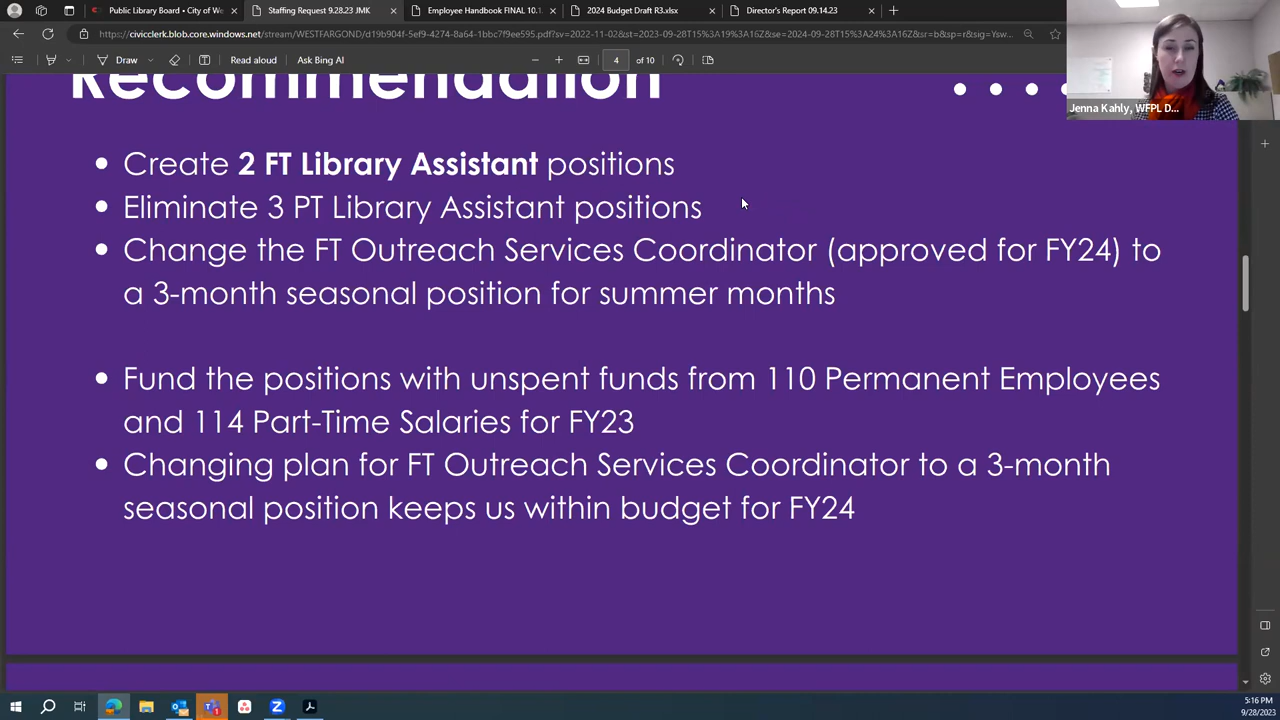 Public Library Board • City of We
Staffing Request 9.28.23 JMK
Employee Handbook FINAL 10.1.
2024 Budget Draft R3.xlsx
Director's Report 09.14.23
Draw
Read aloud
Ask Bing AI
4 of 10
Jenna Kahly, WFPL D...
Recommendation
• Create 2 FT Library Assistant positions
• Eliminate 3 PT Library Assistant positions
• Change the FT Outreach Services Coordinator (approved for FY24) to
a 3-month seasonal position for summer months
• Fund the positions with unspent funds from 110 Permanent Employees
and 114 Part-Time Salaries for FY23
• Changing plan for FT Outreach Services Coordinator to a 3-month
seasonal position keeps us within budget for FY24
5:16 PM
9/28/2023